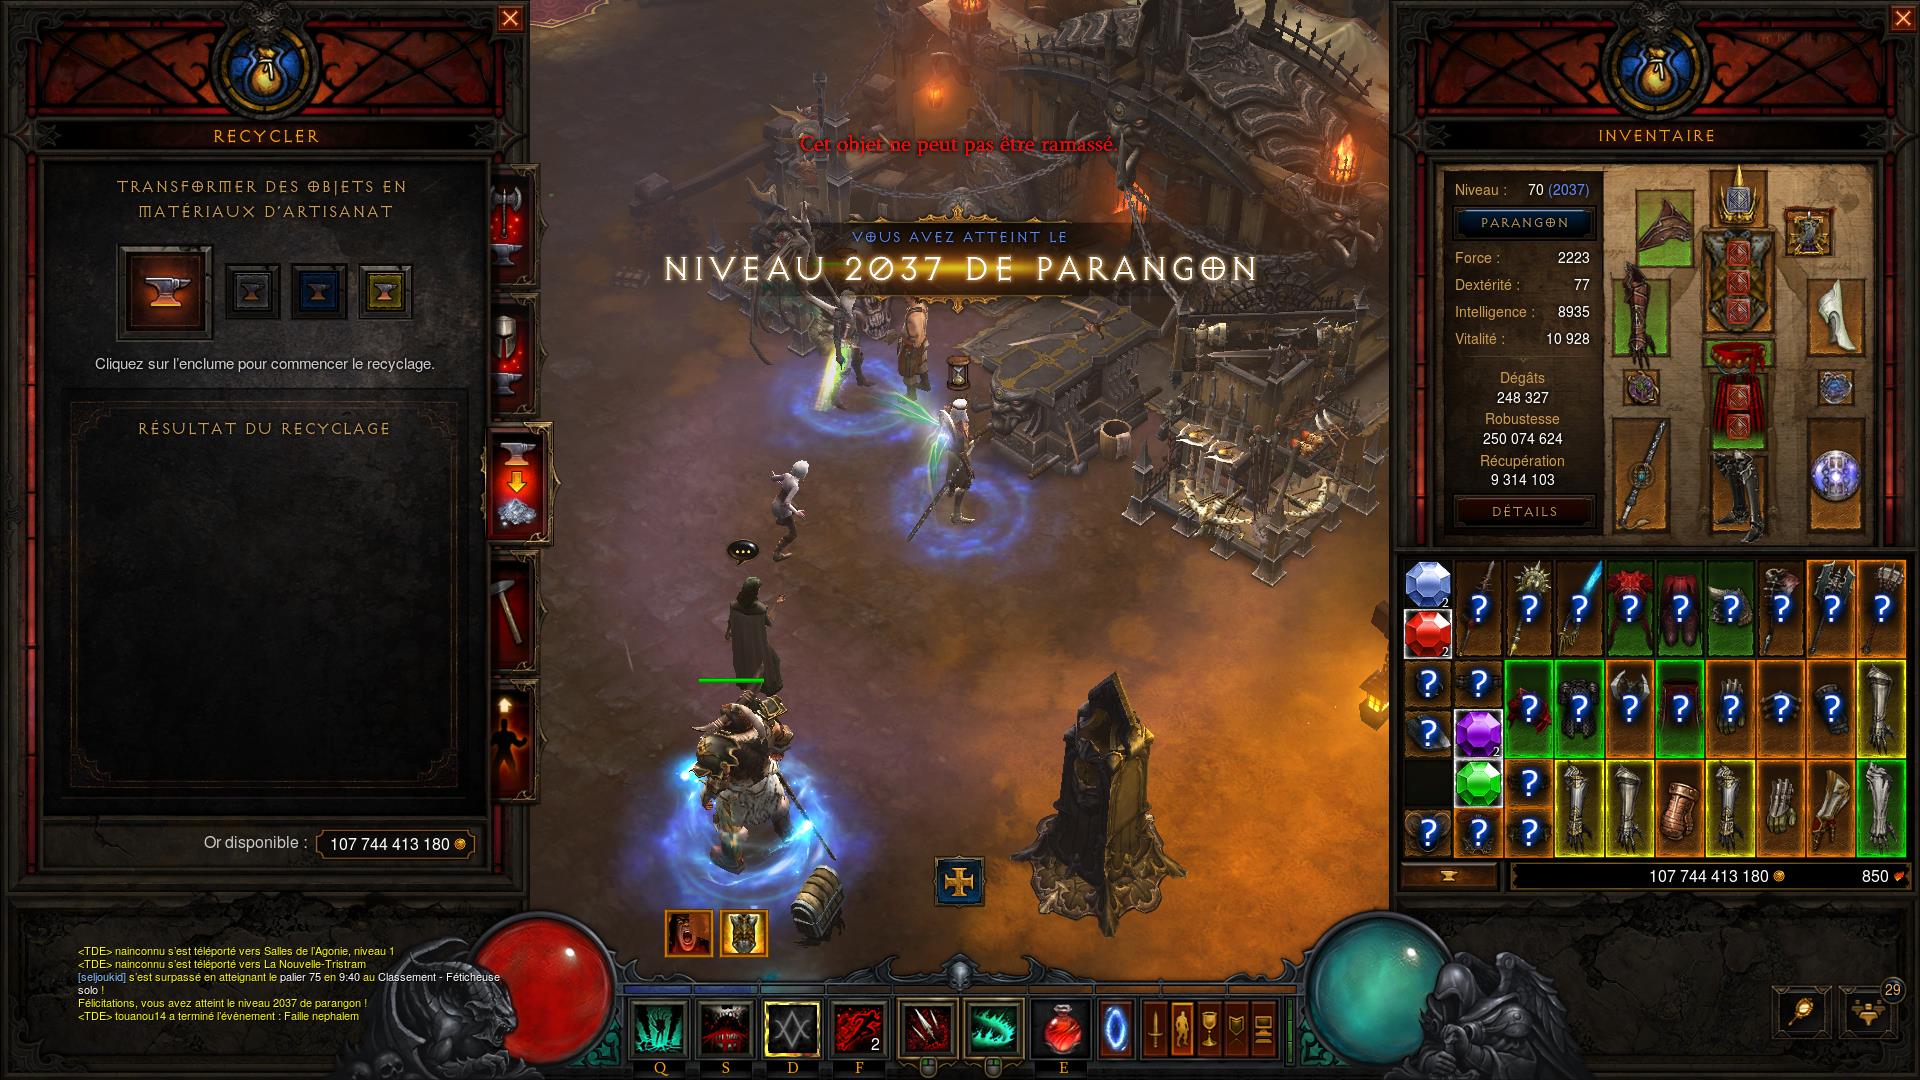 RECYCLER
TRANSFORMER DES OBJETS EN
MATÉRIAUX D'ARTISANAT
Cliquez sur l'enclume pour commencer le recyclage.
RÉSULTAT DU RECYCLAGE
Or disponible :
107 744 413 180
<TDE> nainconnu s'est téléporté vers Salles de l'Agonie, niveau 1
<TDE> nainconnu s'est téléporté vers La Nouvelle-Tristram
[seljoukid] s'est surpassé en atteignant le palier 75 en 9:40 au Classement - Féticheuse
solo !
Félicitations, vous avez atteint le niveau 2037 de parangon !
<TDE> touanou14 a terminé l'évènement : Faille nephalem
Cet objet ne peut pas être ramassé.
VOUS AVEZ ATTEINT LE
NIVEAU 2037 DE PARANGON
...
2
Q
S
D
F
E
INVENTAIRE
Niveau : 70 (2037)
PARANGON
Force : 2223
Dextérité : 77
Intelligence : 8935
Vitalité : 10 928
Dégâts
248 327
Robustesse
250 074 624
Récupération
9 314 103
DÉTAILS
2 ? ? ? ? ? ? ? ? ?
2
? ? ? ? ? ? ? ? ?
? 2
?
? ? ?
107 744 413 180
850
29